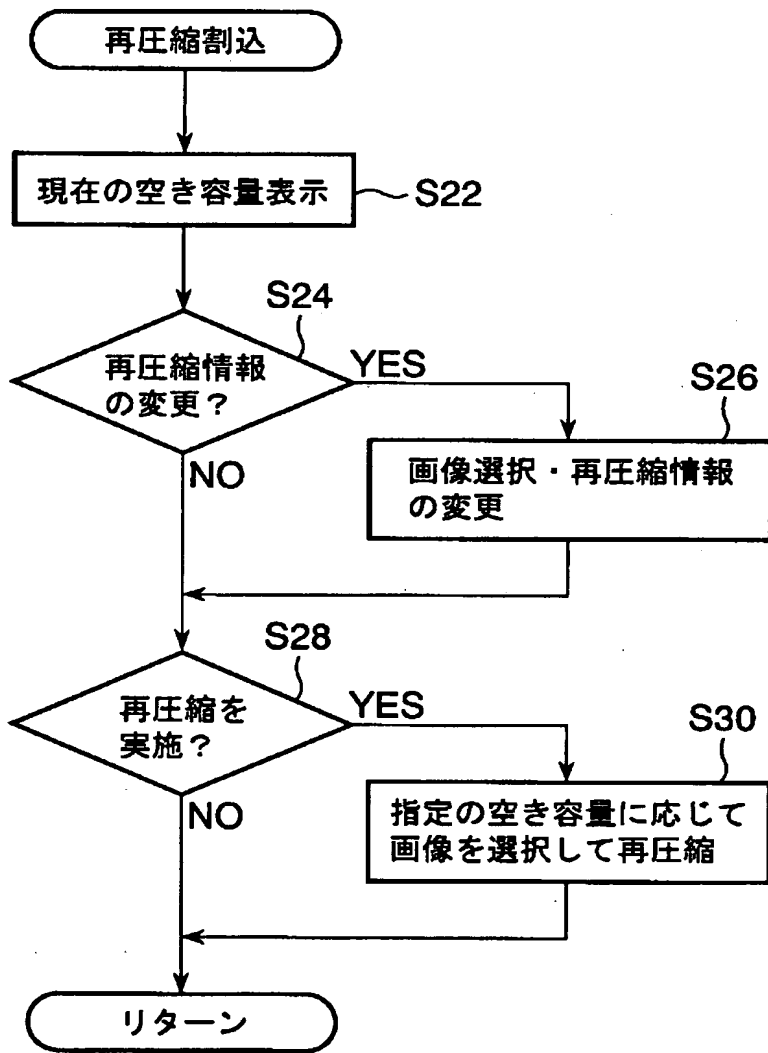 再圧縮割込
現在の空き容量表示
S22
S24
再圧縮情報
の変更?
YES
S26
画像選択・再圧縮情報
の変更
NO
S28
再圧縮を
実施?
YES
S30
指定の空き容量に応じて
画像を選択して再圧縮
NO
リターン